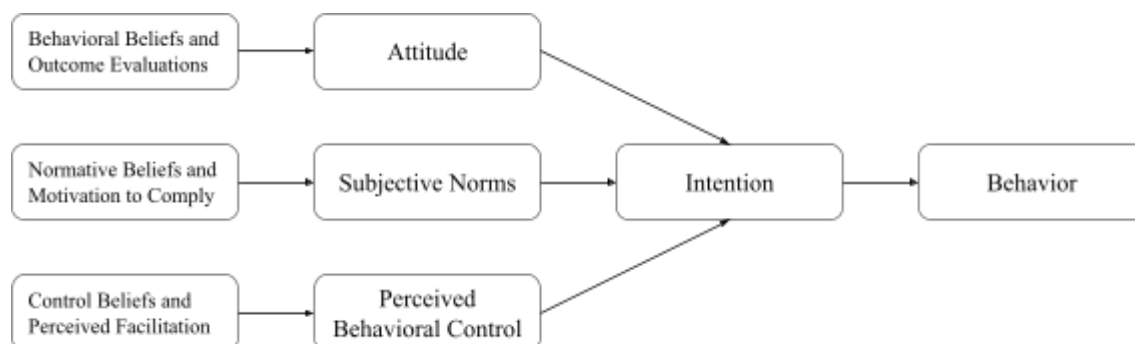 Behavioral Beliefs and
Outcome Evaluations
Attitude
Normative Beliefs and
Motivation to Comply
Subjective Norms
Intention
Behavior
Control Beliefs and
Perceived Facilitation
Perceived
Behavioral Control